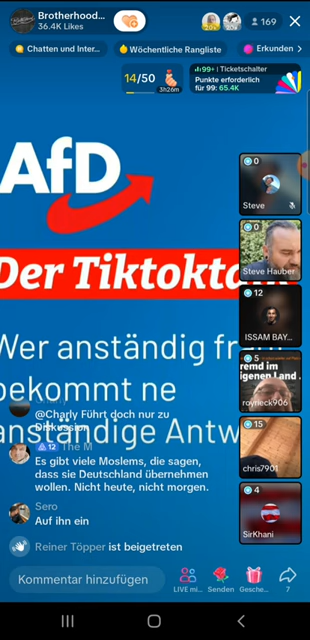 Brotherhood...
36.4K Likes
169
Chatten und Inter...
Wöchentliche Rangliste
Erkunden
14/50
3h26m
99+ | Ticketschalter
Punkte erforderlich
für 99: 65.4K
AfD
Der Tiktokta
Wer anständig fr
bekommt ne
anständige Antw
0
Steve
0
Steve Hauber
12
ISSAM BAY...
5
remd im
igenen Land .
royrieck906
15
chris7901
4
SirKhani
@Charly Führt doch nur zu
Diskussion
12 The M
Es gibt viele Moslems, die sagen,
dass sie Deutschland übernehmen
wollen. Nicht heute, nicht morgen.
Sero
Auf ihn ein
Reiner Töpper ist beigetreten
Kommentar hinzufügen
LIVE mi...
Senden
Gesche...
7